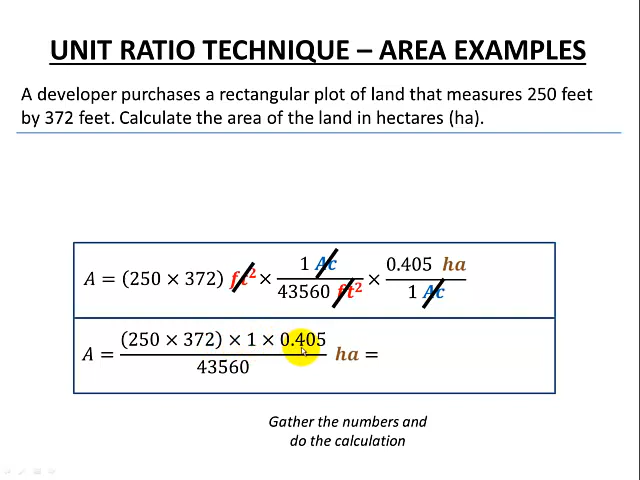 UNIT RATIO TECHNIQUE – AREA EXAMPLES
A developer purchases a rectangular plot of land that measures 250 feet
by 372 feet. Calculate the area of the land in hectares (ha).
A = (250 × 372) ft² × 1 Ac / 43560 ft² × 0.405 ha / 1 Ac
A = (250 × 372) × 1 × 0.405 / 43560 ha =
Gather the numbers and
do the calculation